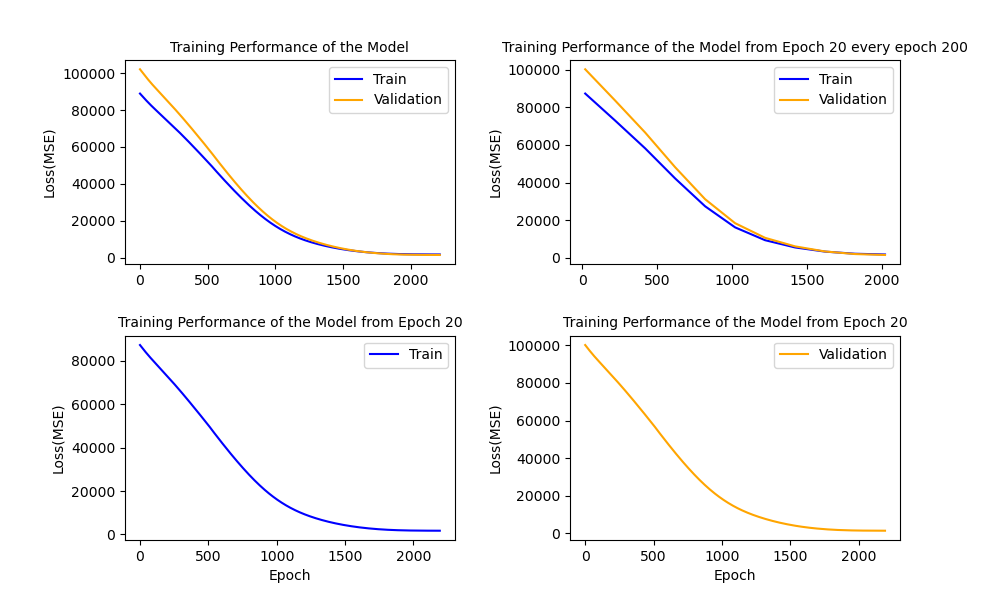 Training Performance of the Model
Loss(MSE)
100000
80000
60000
40000
20000
0
0 500 1000 1500 2000
Train
Validation
Training Performance of the Model from Epoch 20 every epoch 200
Loss(MSE)
100000
80000
60000
40000
20000
0
0 500 1000 1500 2000
Train
Validation
Training Performance of the Model from Epoch 20
Loss(MSE)
80000
60000
40000
20000
0
0 500 1000 1500 2000
Epoch
Train
Training Performance of the Model from Epoch 20
Loss(MSE)
100000
80000
60000
40000
20000
0
0 500 1000 1500 2000
Epoch
Validation